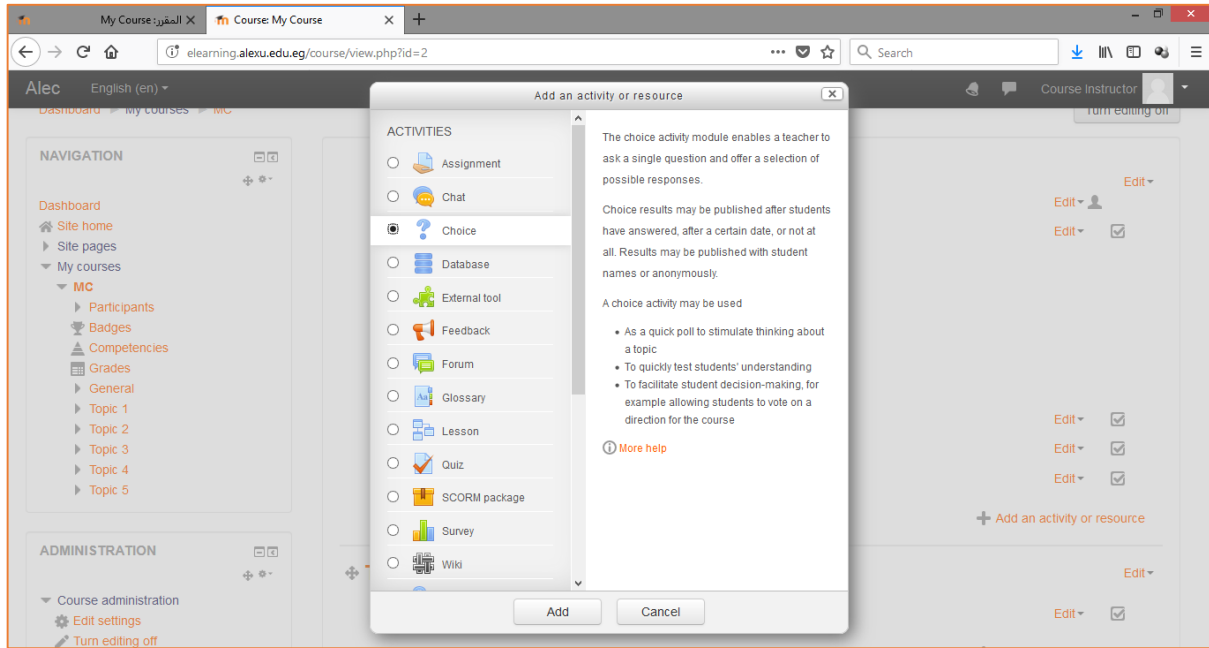 My Course :المقرر
Course: My Course
elearning.alexu.edu.eg/course/view.php?id=2
Search
Alec
English (en)
Course Instructor
Dashboard
My courses
MC
Turn editing off
NAVIGATION
Dashboard
Site home
Site pages
My courses
MC
Participants
Badges
Competencies
Grades
General
Topic 1
Topic 2
Topic 3
Topic 4
Topic 5
ADMINISTRATION
Course administration
Edit settings
Turn editing off
Add an activity or resource
ACTIVITIES
Assignment
Chat
Choice
Database
External tool
Feedback
Forum
Glossary
Lesson
Quiz
SCORM package
Survey
Wiki
The choice activity module enables a teacher to
ask a single question and offer a selection of
possible responses.
Choice results may be published after students
have answered, after a certain date, or not at
all. Results may be published with student
names or anonymously.
A choice activity may be used
• As a quick poll to stimulate thinking about
a topic
• To quickly test students' understanding
• To facilitate student decision-making, for
example allowing students to vote on a
direction for the course
More help
Add
Cancel
Edit
Edit
Edit
Edit
Edit
Edit
Add an activity or resource
Edit
Edit